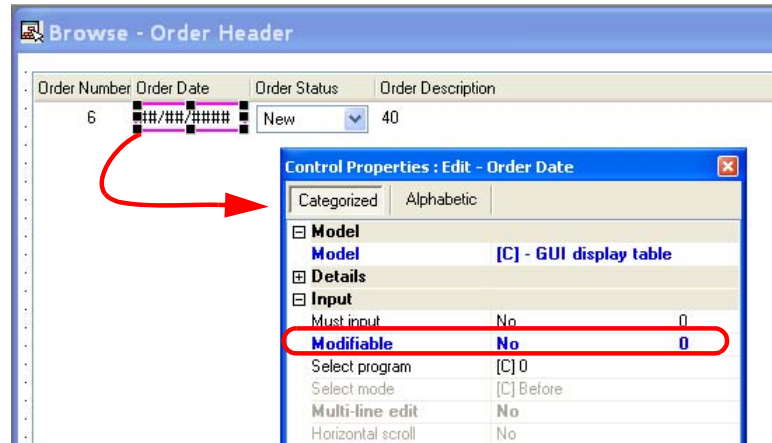 Browse - Order Header
Order Number Order Date Order Status Order Description
6 ##/##/#### New 40
Control Properties : Edit - Order Date
Categorized Alphabetic
Model
Model [C] - GUI display table
Details
Input
Must input No 0
Modifiable No 0
Select program [C] 0
Select mode [C] Before
Multi-line edit No
Horizontal scroll No